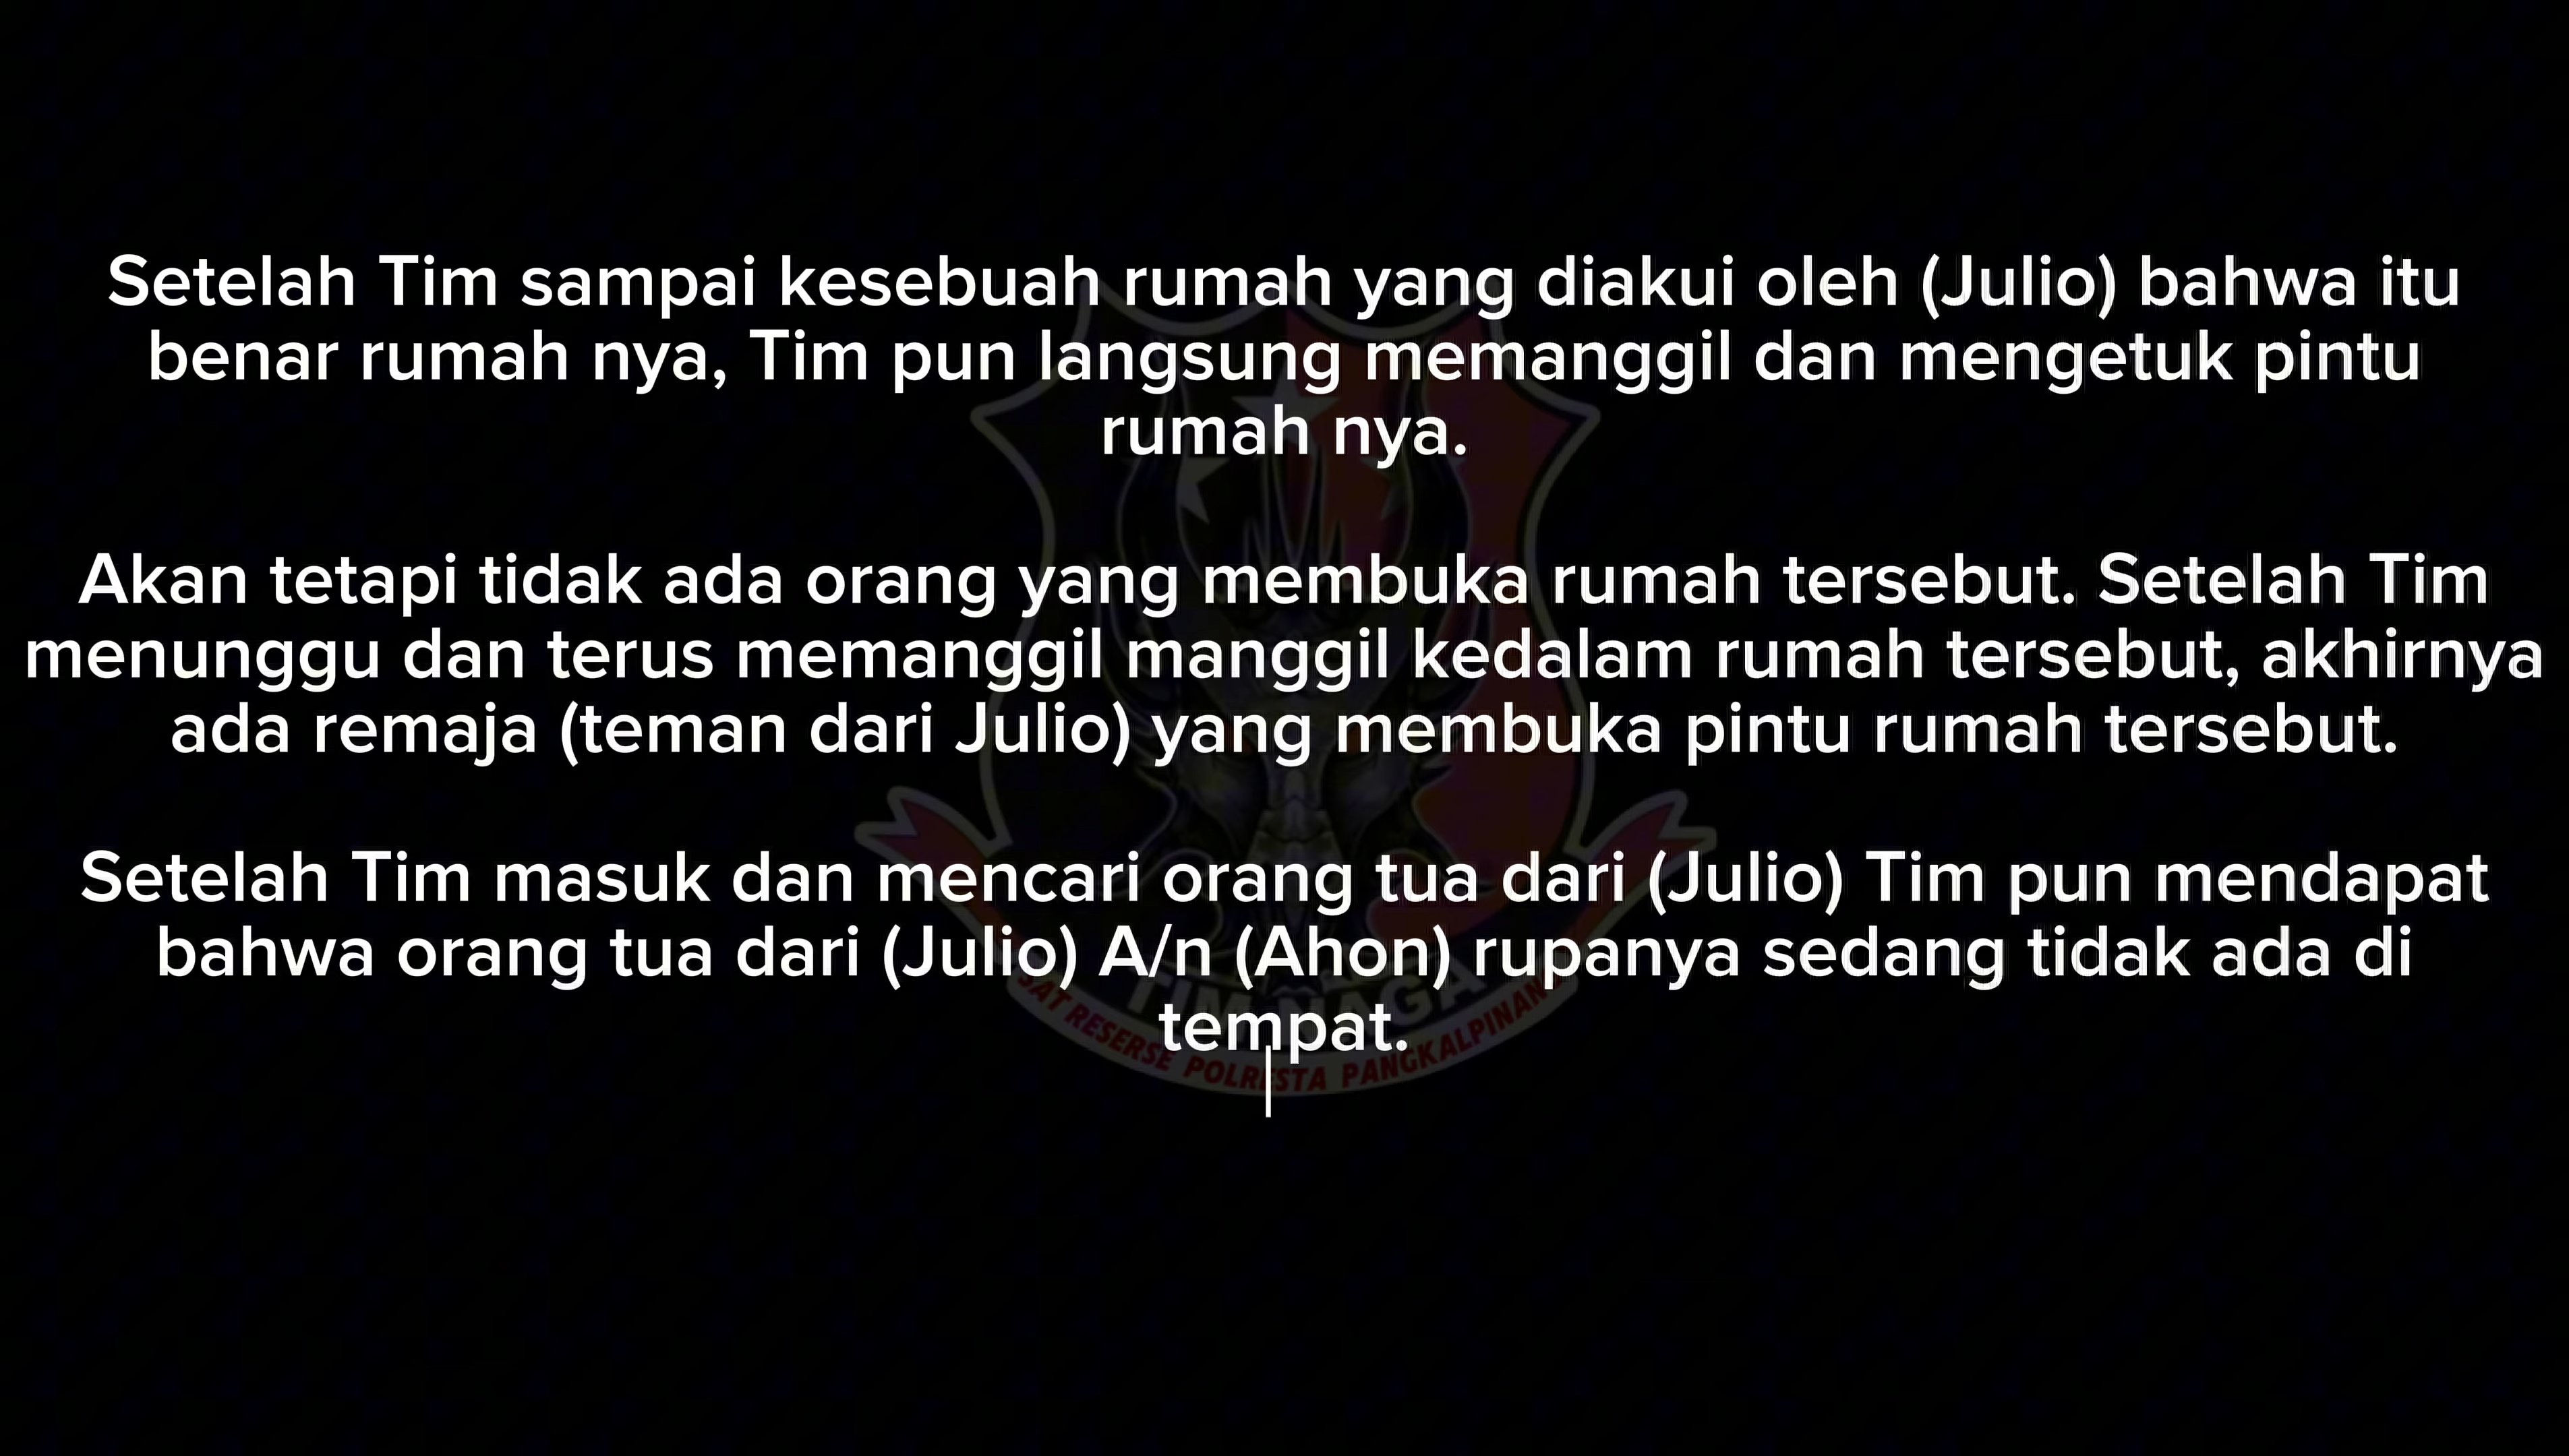 Setelah Tim sampai kesebuah rumah yang diakui oleh (Julio) bahwa itu
benar rumah nya, Tim pun langsung memanggil dan mengetuk pintu
rumah nya.
Akan tetapi tidak ada orang yang membuka rumah tersebut. Setelah Tim
menunggu dan terus memanggil manggil kedalam rumah tersebut, akhirnya
ada remaja (teman dari Julio) yang membuka pintu rumah tersebut.
Setelah Tim masuk dan mencari orang tua dari (Julio) Tim pun mendapat
bahwa orang tua dari (Julio) A/n (Ahon) rupanya sedang tidak ada di
tempat.
TIM NAGA
SAT RESERSE POLRESTA PANGKALPINANG